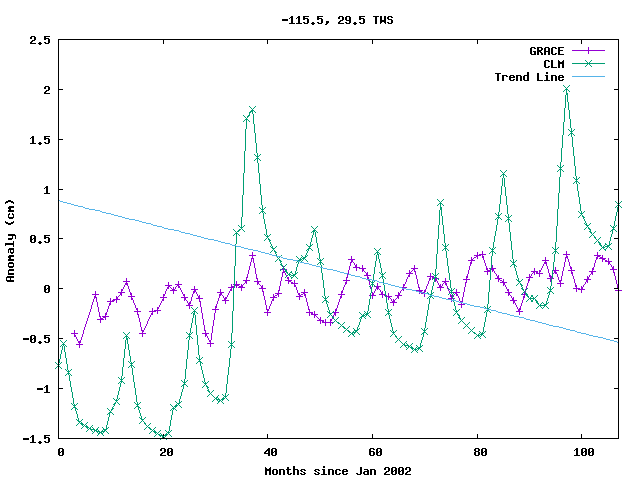 -115.5, 29.5 TWS
GRACE
CLM
Trend Line
2.5
2
1.5
1
0.5
0
-0.5
-1
-1.5
Anomaly (cm)
0 20 40 60 80 100
Months since Jan 2002